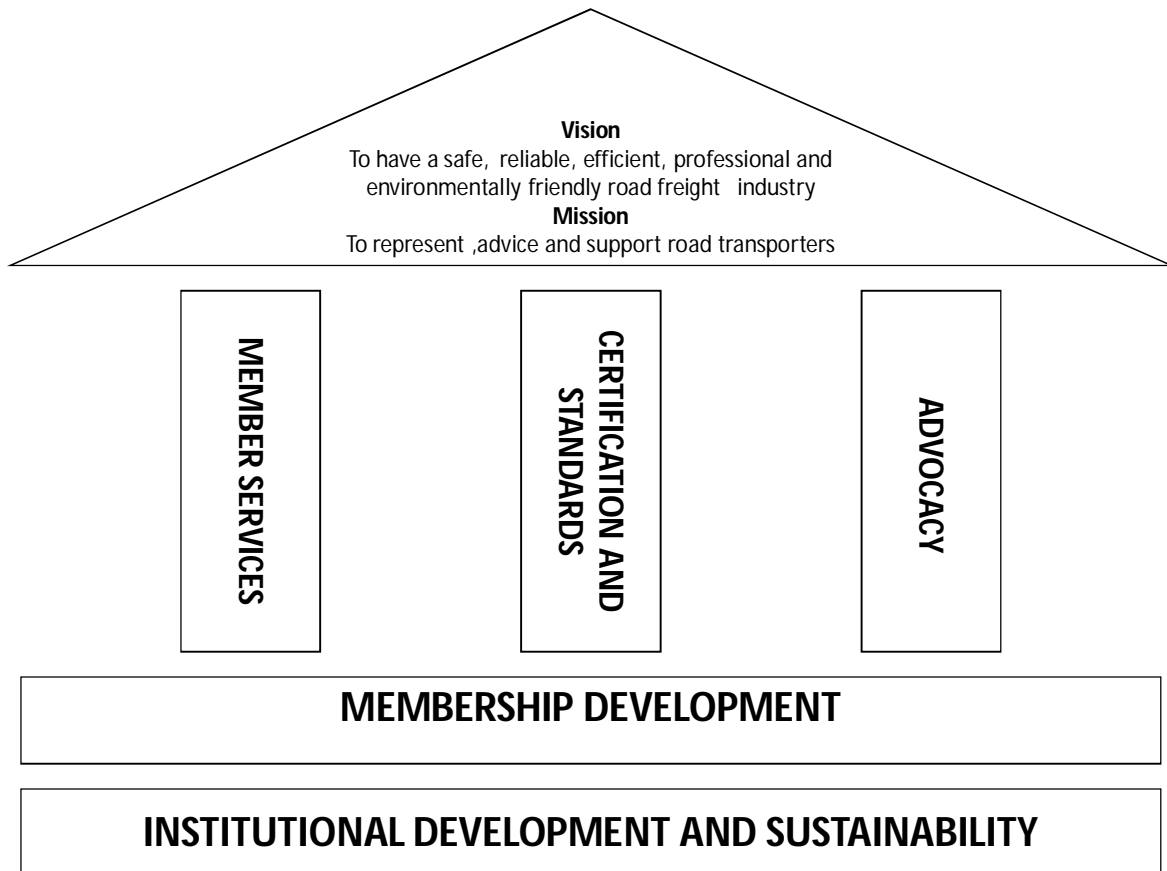 Vision
To have a safe, reliable, efficient, professional and
environmentally friendly road freight industry
Mission
To represent ,advice and support road transporters
MEMBER SERVICES
CERTIFICATION AND
STANDARDS
ADVOCACY
MEMBERSHIP DEVELOPMENT
INSTITUTIONAL DEVELOPMENT AND SUSTAINABILITY